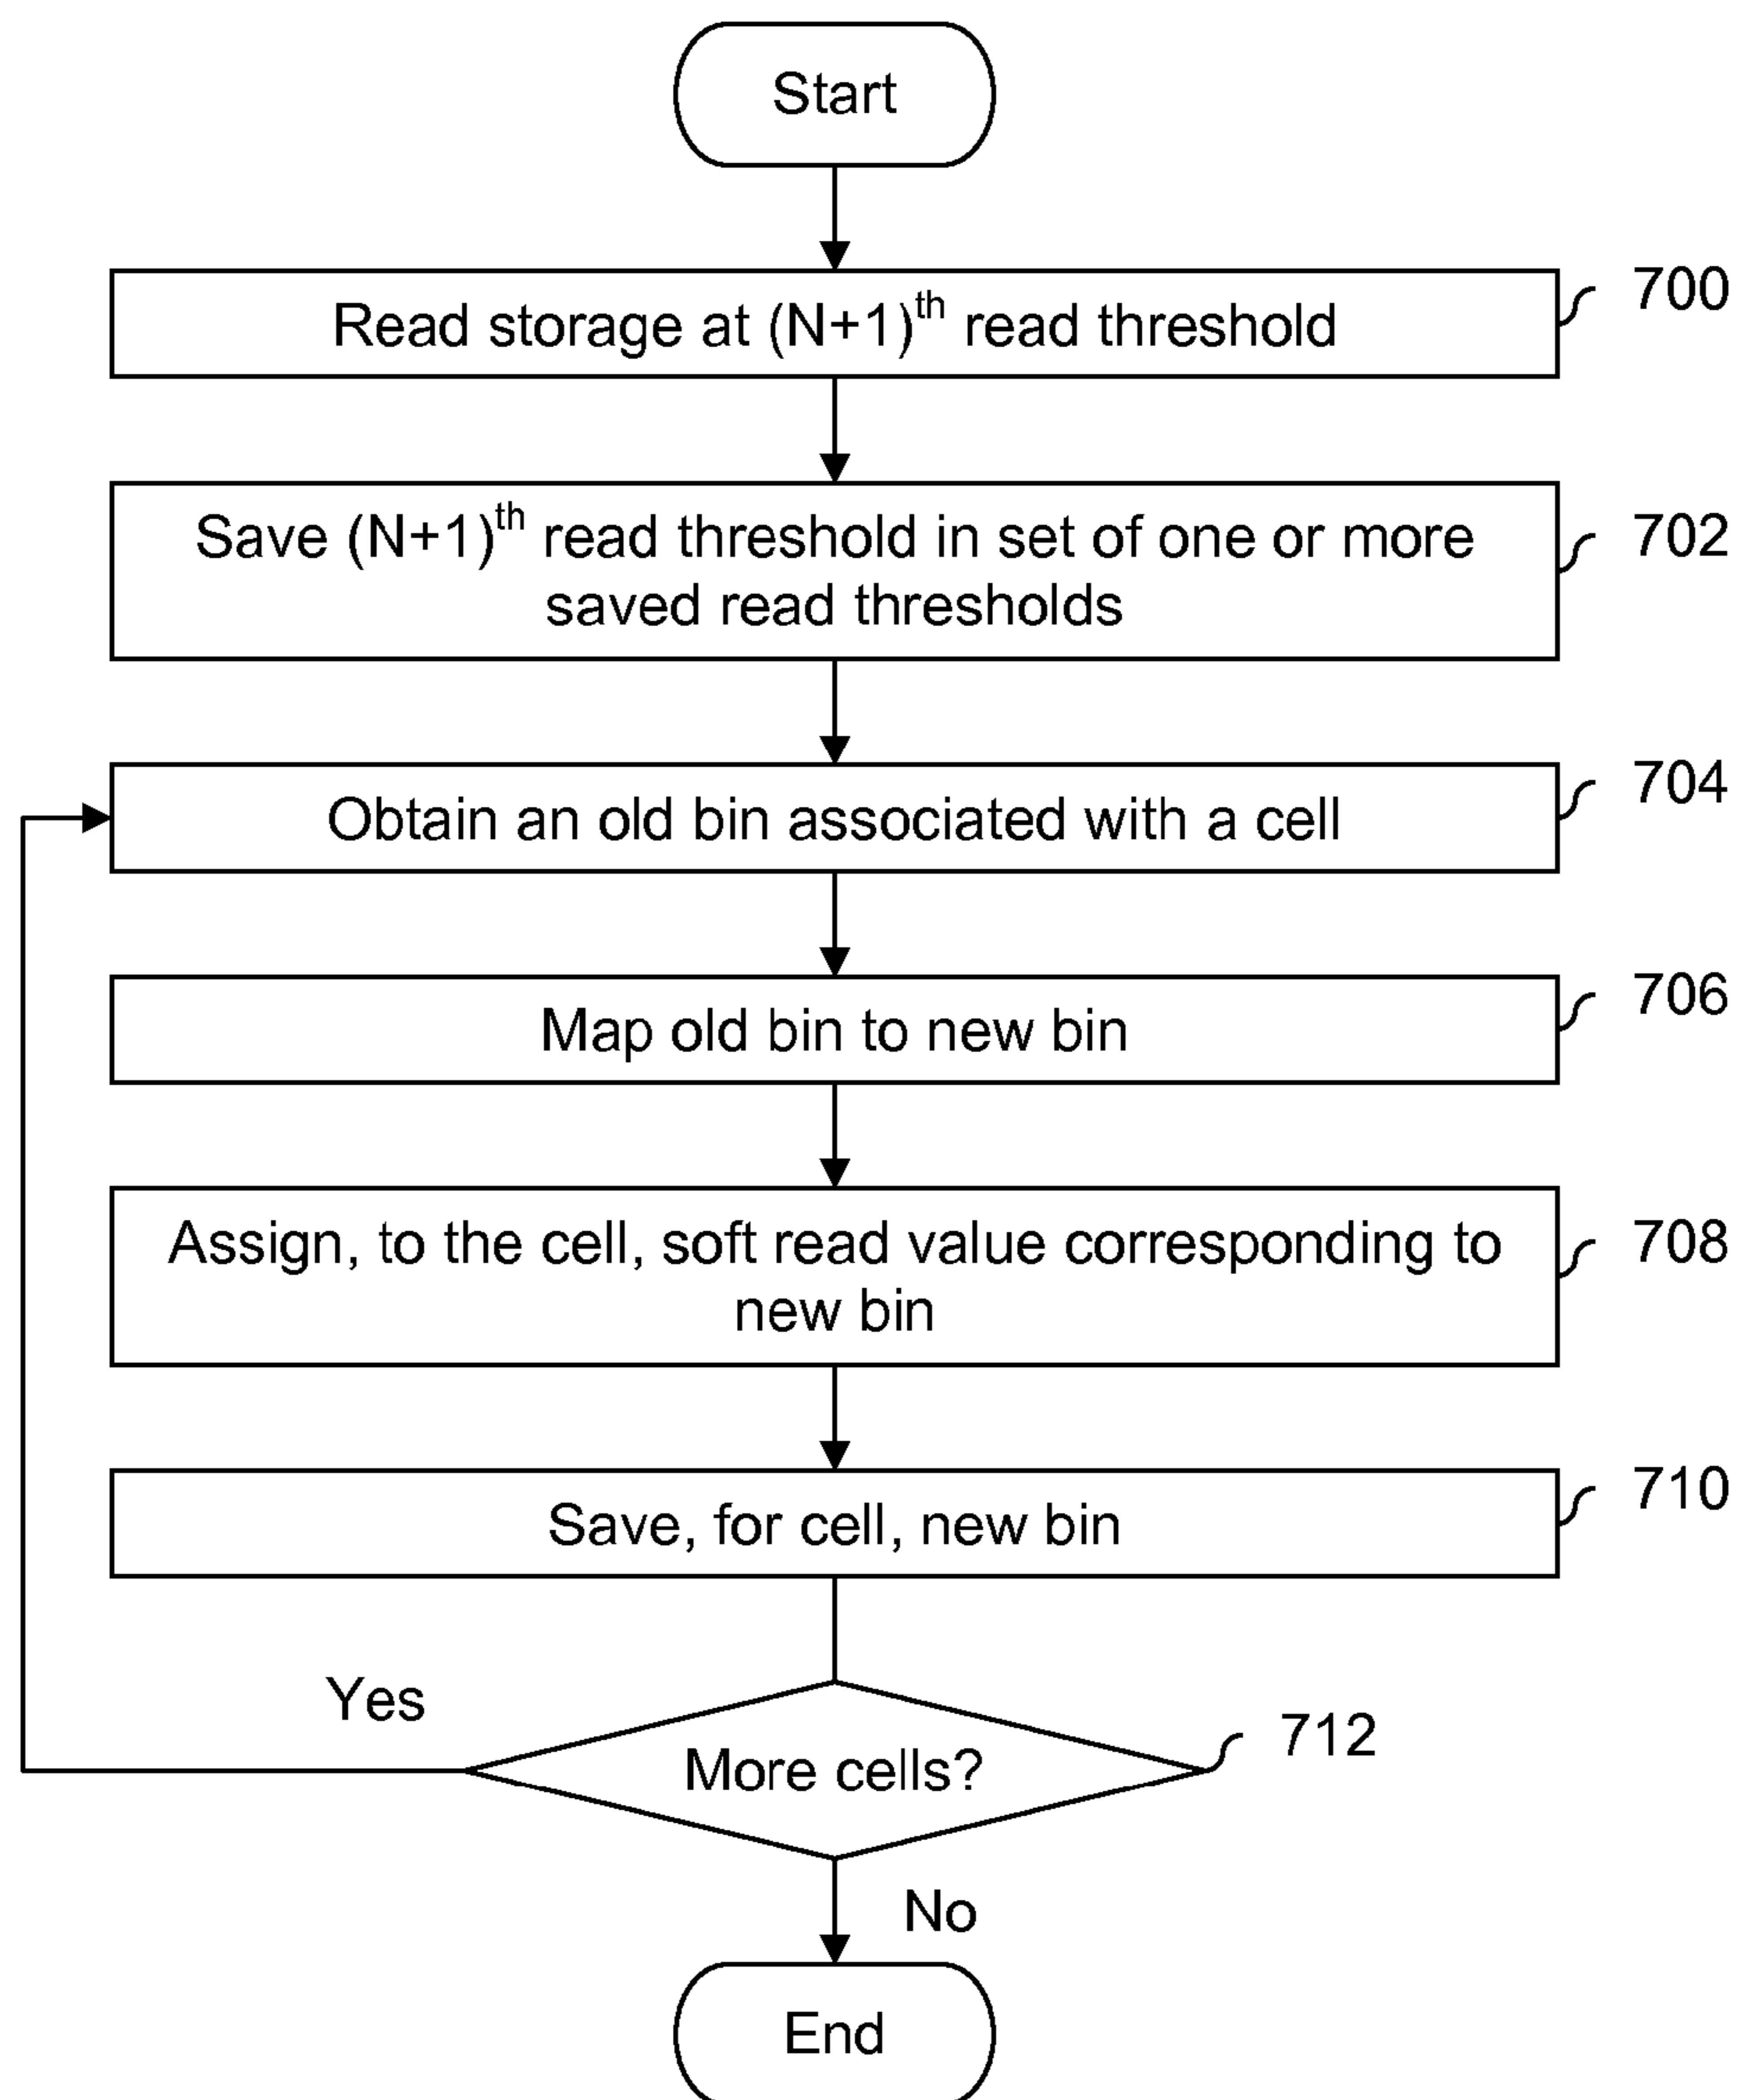 Start
Read storage at (N+1)th read threshold
700
Save (N+1)th read threshold in set of one or more
saved read thresholds
702
Obtain an old bin associated with a cell
704
Map old bin to new bin
706
Assign, to the cell, soft read value corresponding to
new bin
708
Save, for cell, new bin
710
Yes
More cells?
712
No
End